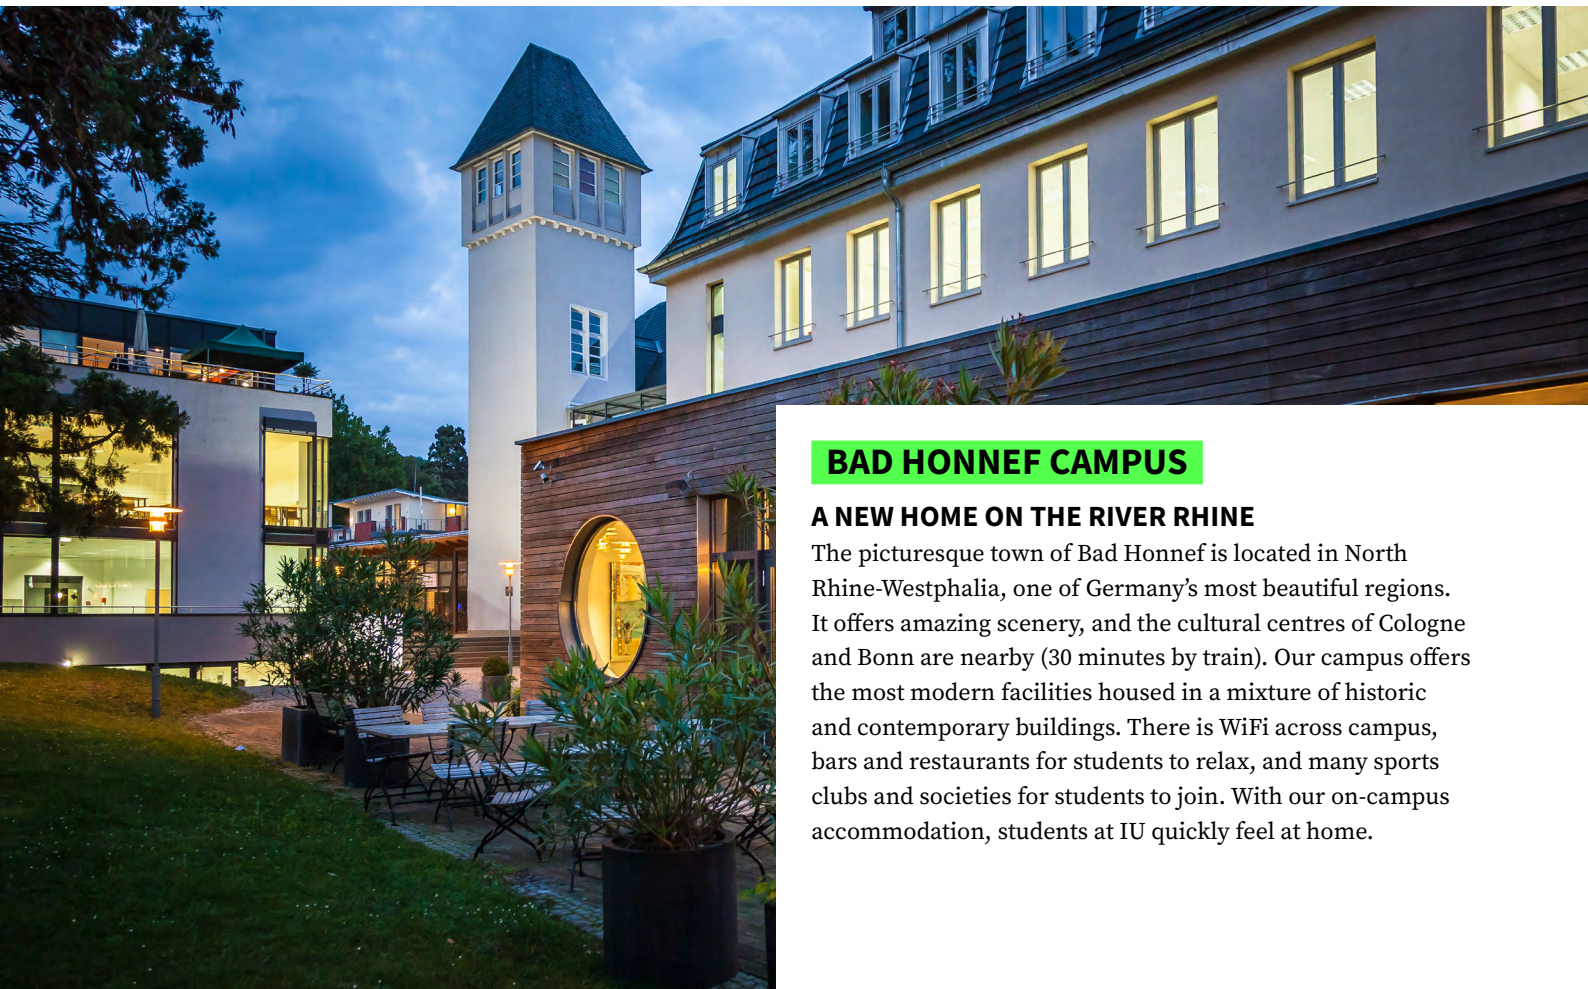 BAD HONNEF CAMPUS
A NEW HOME ON THE RIVER RHINE
The picturesque town of Bad Honnef is located in North
Rhine-Westphalia, one of Germany’s most beautiful regions.
It offers amazing scenery, and the cultural centres of Cologne
and Bonn are nearby (30 minutes by train). Our campus offers
the most modern facilities housed in a mixture of historic
and contemporary buildings. There is WiFi across campus,
bars and restaurants for students to relax, and many sports
clubs and societies for students to join. With our on-campus
accommodation, students at IU quickly feel at home.